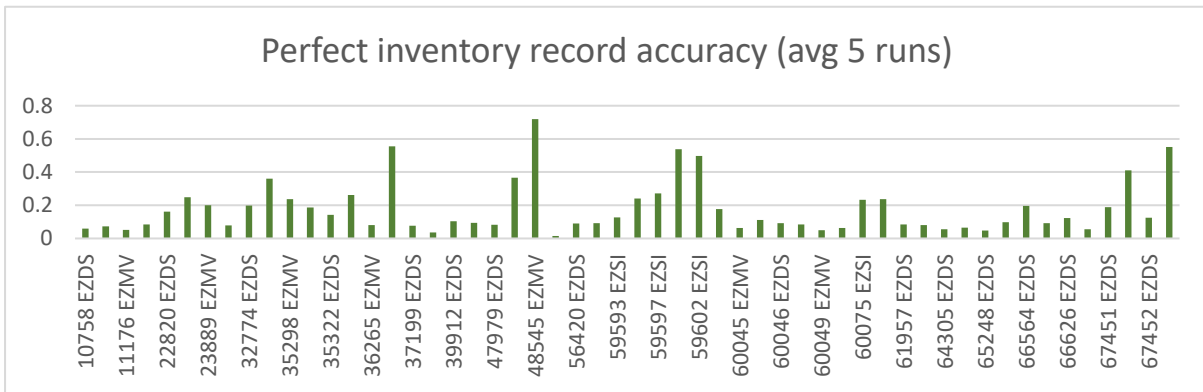 Perfect inventory record accuracy (avg 5 runs)
0.8
0.6
0.4
0.2
0
10758 EZDS
11176 EZMV
22820 EZDS
23889 EZMV
32774 EZDS
35298 EZMV
35322 EZDS
36265 EZMV
37199 EZDS
39912 EZDS
47979 EZDS
48545 EZMV
56420 EZDS
59593 EZSI
59597 EZSI
59602 EZSI
60045 EZMV
60046 EZDS
60049 EZMV
60075 EZSI
61957 EZDS
64305 EZDS
65248 EZDS
66564 EZDS
66626 EZDS
67451 EZDS
67452 EZDS